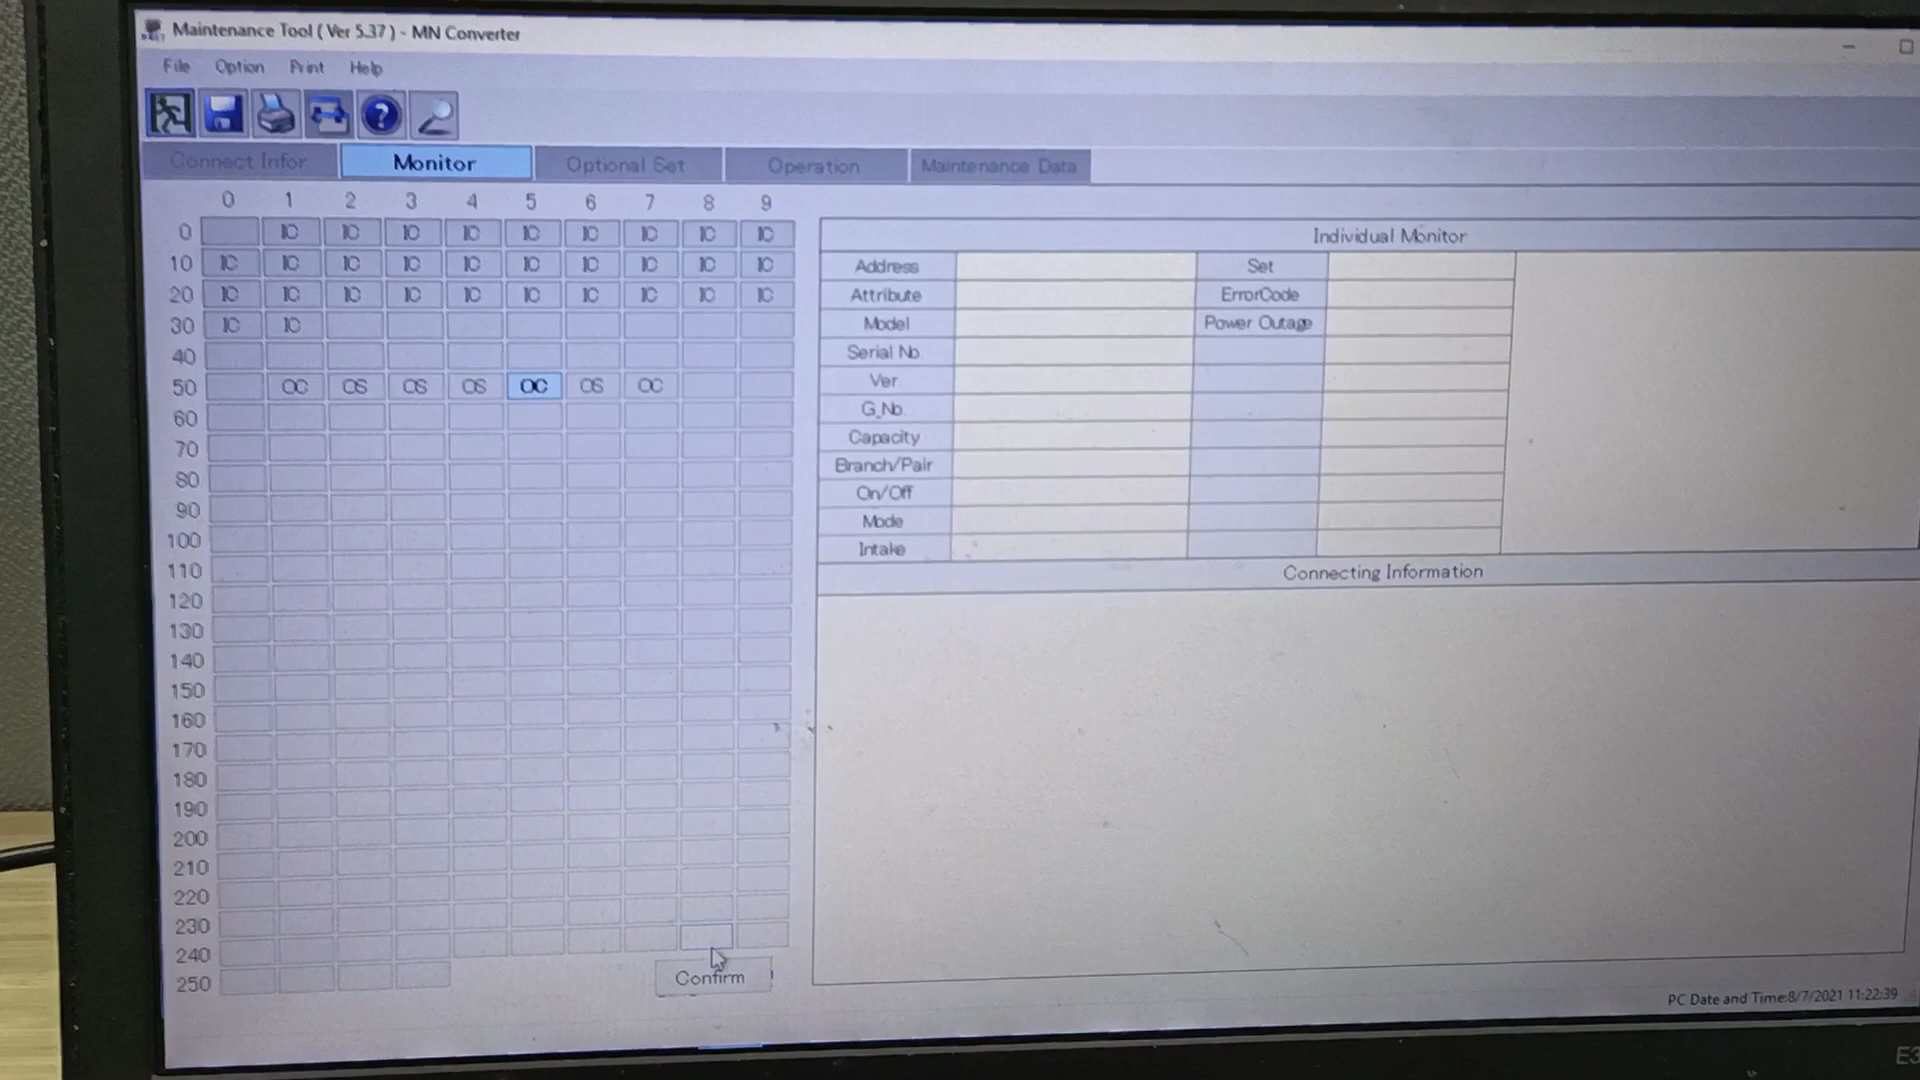 Maintenance Tool ( Ver 5.37 ) - MN Converter
File Option Print Help
Connect Infor Monitor Optional Set Operation Maintenance Data
0 1 2 3 4 5 6 7 8 9
0 IC IC IC IC IC IC IC IC IC
10 IC IC IC IC IC IC IC IC IC IC
20 IC IC IC IC IC IC IC IC IC IC
30 IC IC
40
50 OC OS OS OS OC OS OC
60
70
80
90
100
110
120
130
140
150
160
170
180
190
200
210
220
230
240
250
Confirm
Individual Monitor
Address Set
Attribute ErrorCode
Model Power Outage
Serial No.
Ver
G_No.
Capacity
Branch/Pair
On/Off
Mode
Intake
Connecting Information
PC Date and Time:8/7/2021 11:22:39